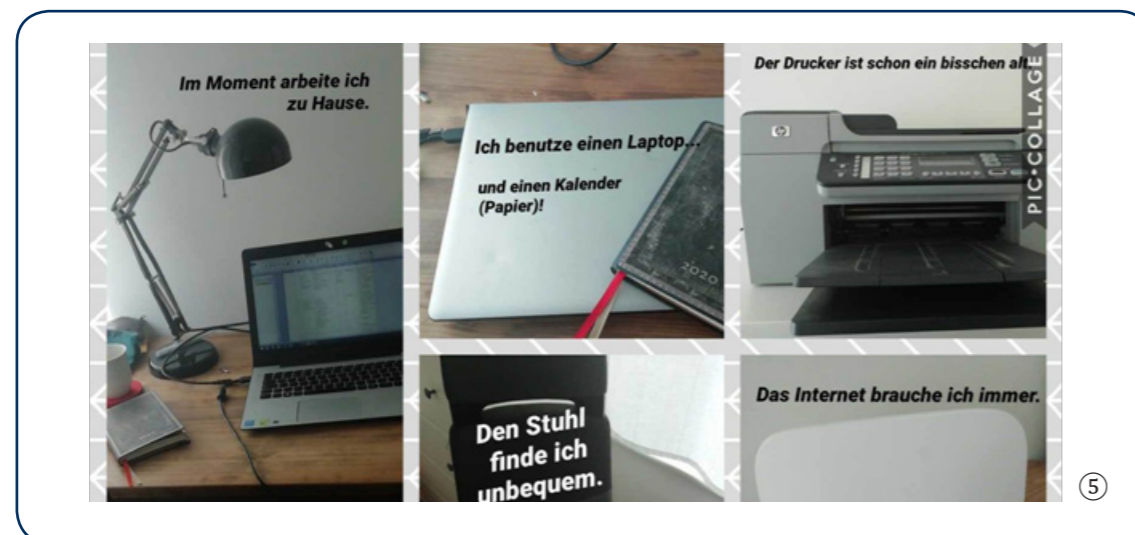 Im Moment arbeite ich
zu Hause.
Ich benutze einen Laptop...
und einen Kalender
(Papier)!
2020
Der Drucker ist schon ein bisschen alt.
hp
PIC•COLLAGE
Den Stuhl
finde ich
unbequem.
Das Internet brauche ich immer.
⑤